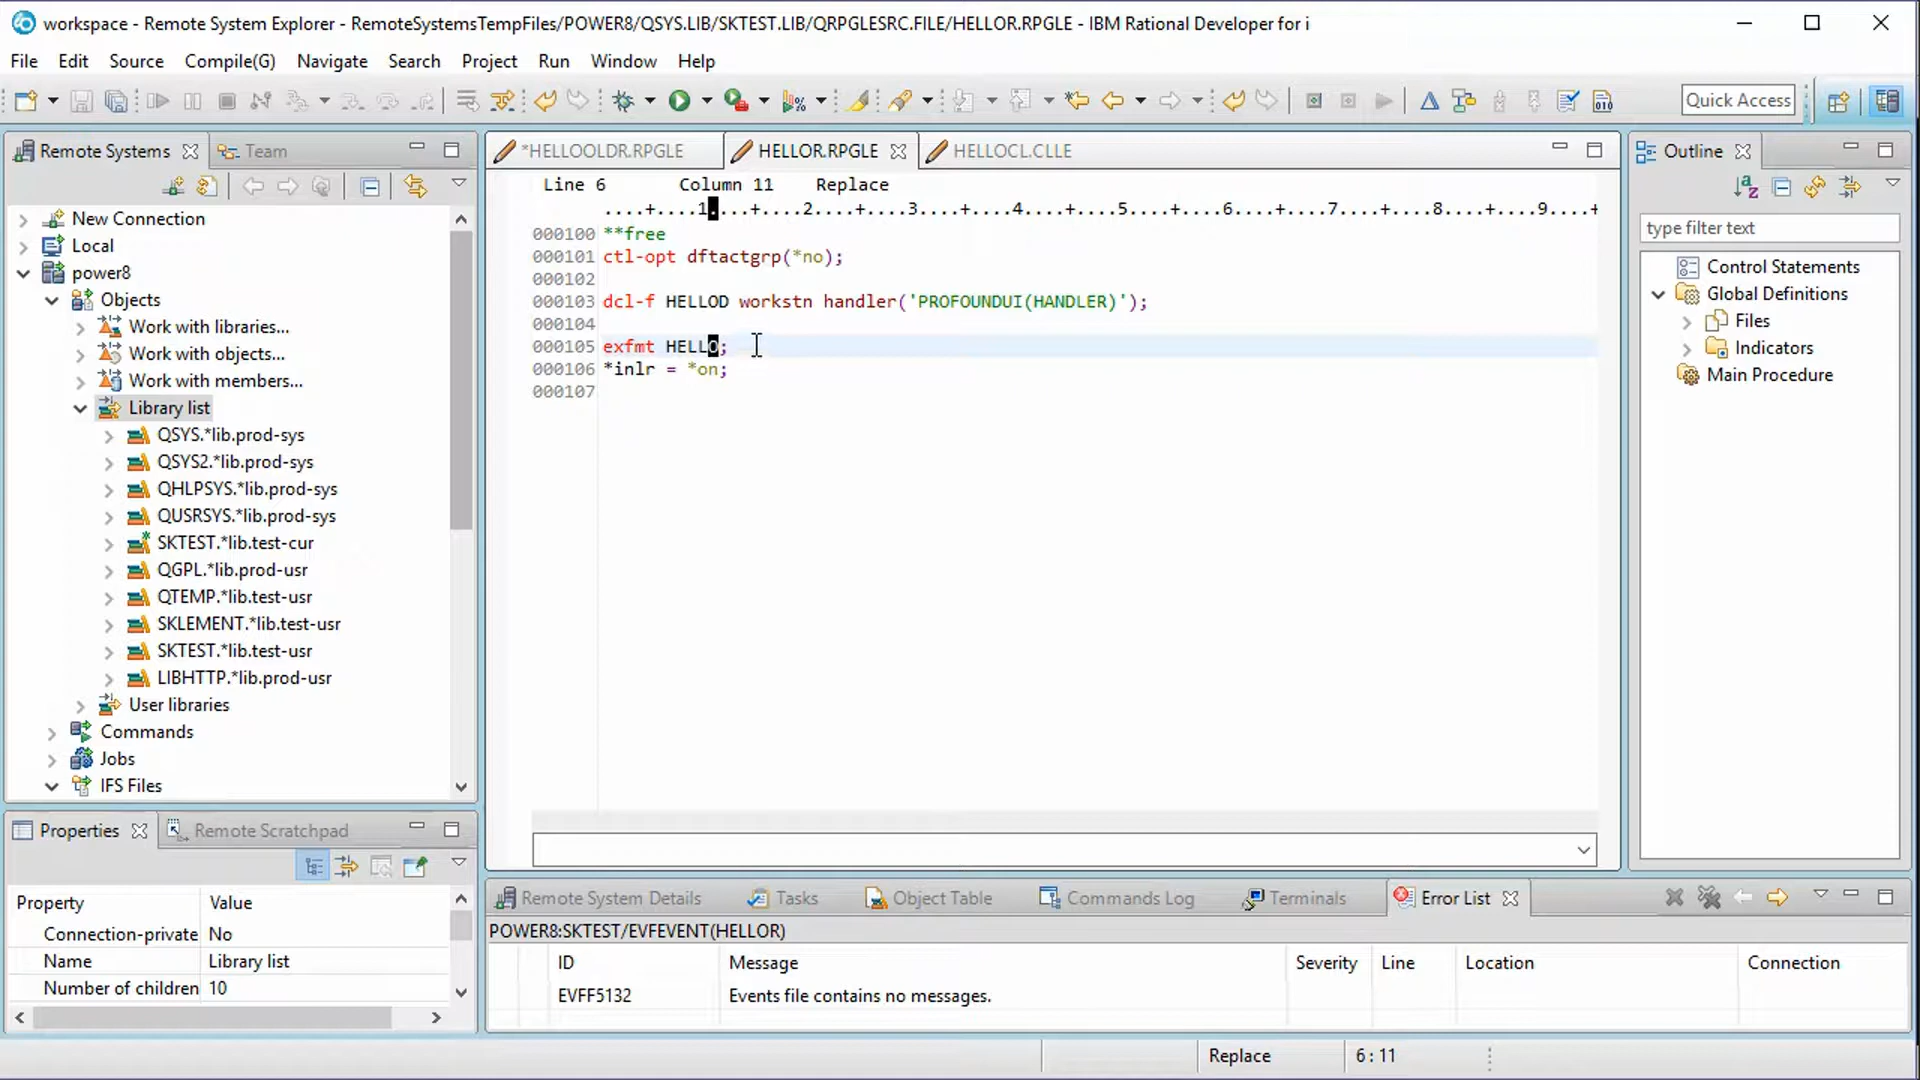 workspace - Remote System Explorer - RemoteSystemsTempFiles/POWER8/QSYS.LIB/SKTEST.LIB/QRPGLESRC.FILE/HELLOR.RPGLE - IBM Rational Developer for i
File Edit Source Compile(G) Navigate Search Project Run Window Help
Quick Access
Remote Systems Team
*HELLOOLDR.RPGLE HELLOR.RPGLE HELLOCL.CLLE
Outline
Line 6 Column 11 Replace
....+....1....+....2....+....3....+....4....+....5....+....6....+....7....+....8....+....9....+
type filter text
New Connection
Local
power8
Objects
Work with libraries...
Work with objects...
Work with members...
Library list
QSYS.*lib.prod-sys
QSYS2.*lib.prod-sys
QHLPSYS.*lib.prod-sys
QUSRSYS.*lib.prod-sys
SKTEST.*lib.test-cur
QGPL.*lib.prod-usr
QTEMP.*lib.test-usr
SKLEMENT.*lib.test-usr
SKTEST.*lib.test-usr
LIBHTTP.*lib.prod-usr
User libraries
Commands
Jobs
IFS Files
000100 **free
000101 ctl-opt dftactgrp(*no);
000102
000103 dcl-f HELLOD workstn handler('PROFOUNDUI(HANDLER)');
000104
000105 exfmt HELLO;
000106 *inlr = *on;
000107
Control Statements
Global Definitions
Files
Indicators
Main Procedure
Properties Remote Scratchpad
Property Value
Connection-private No
Name Library list
Number of children 10
Remote System Details Tasks Object Table Commands Log Terminals Error List
POWER8:SKTEST/EVFEVENT(HELLOR)
ID Message Severity Line Location Connection
EVFF5132 Events file contains no messages.
Replace 6 : 11